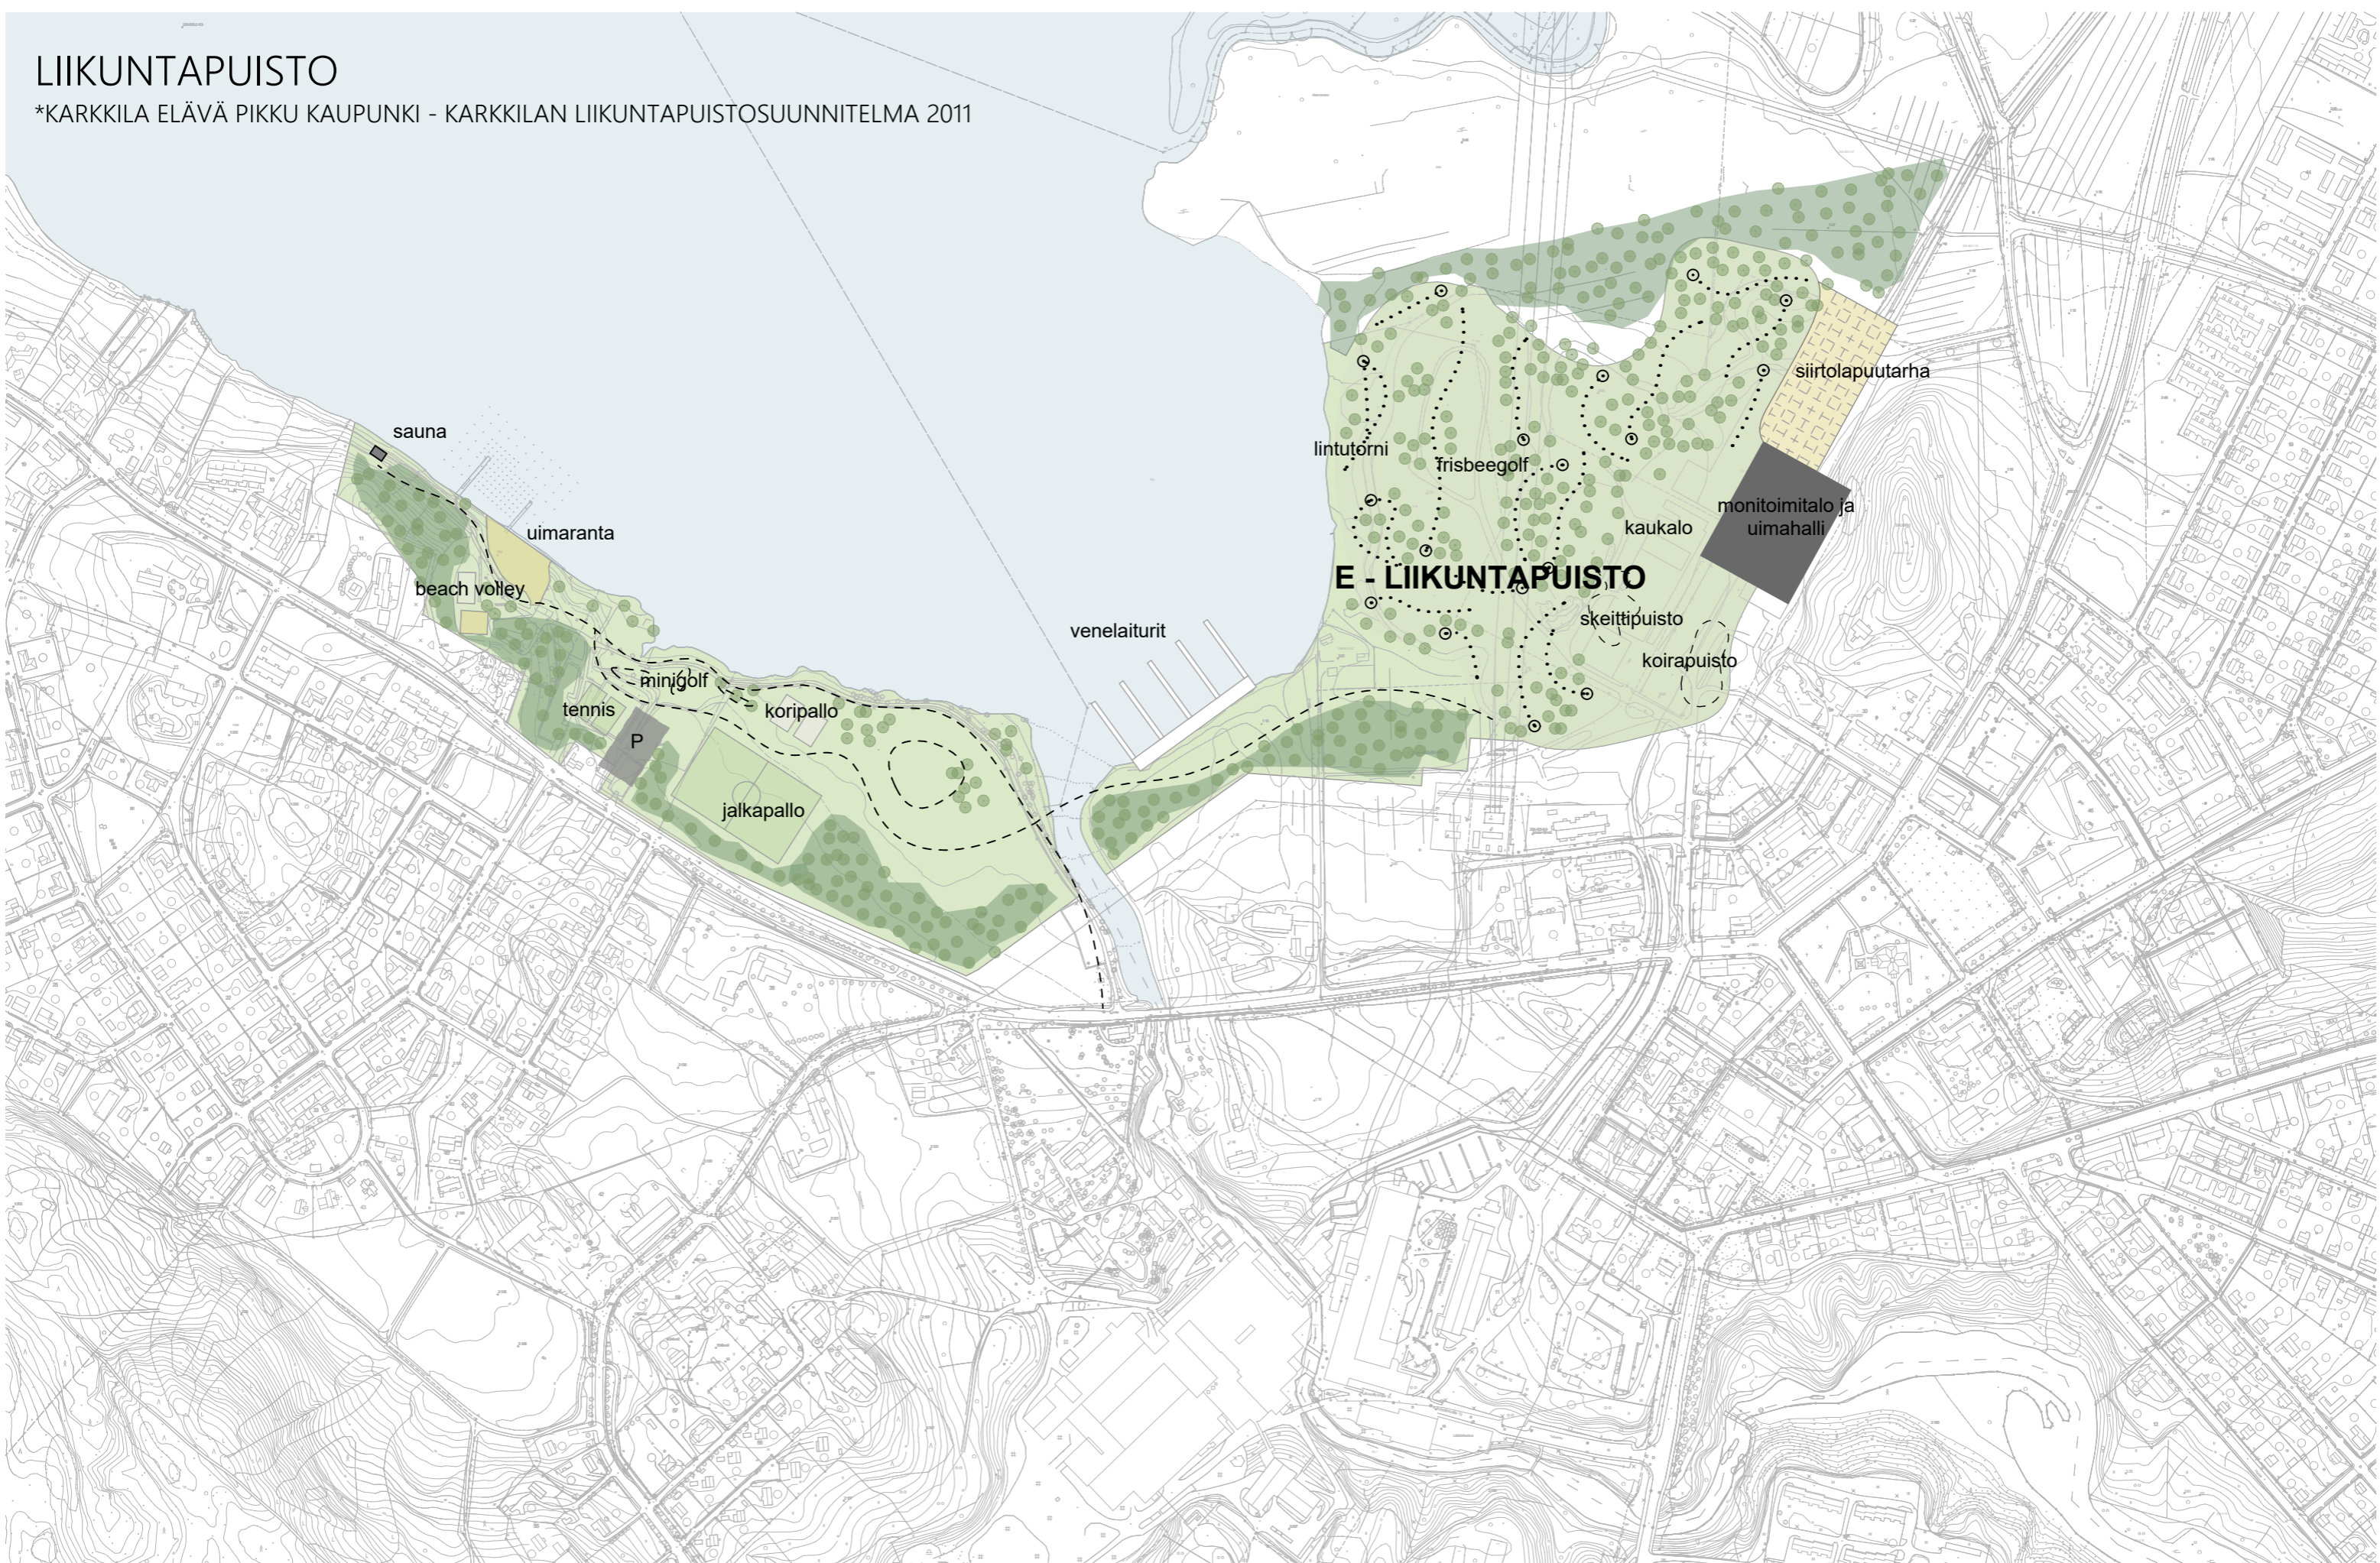 LIIKUNTAPUISTO
*KARKKILA ELÄVÄ PIKKU KAUPUNKI - KARKKILAN LIIKUNTAPUISTOSUUNNITELMA 2011
siirtolapuutarha
sauna
lintutorni
frisbeegolf
monitoimitalo ja
uimahalli
uimaranta
kaukalo
E - LIIKUNTAPUISTO
beach volley
skeittipuisto
venelaiturit
koirapuisto
minigolf
tennis
koripallo
P
jalkapallo